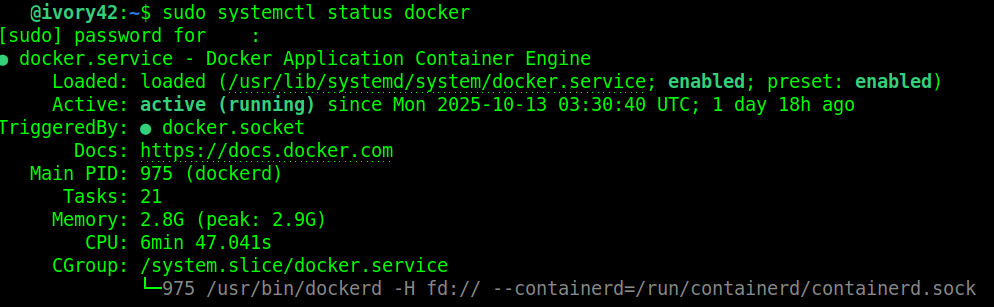 @ivory42:~$ sudo systemctl status docker
[sudo] password for :
● docker.service - Docker Application Container Engine
Loaded: loaded (/usr/lib/systemd/system/docker.service; enabled; preset: enabled)
Active: active (running) since Mon 2025-10-13 03:30:40 UTC; 1 day 18h ago
TriggeredBy: ● docker.socket
Docs: https://docs.docker.com
Main PID: 975 (dockerd)
Tasks: 21
Memory: 2.8G (peak: 2.9G)
CPU: 6min 47.041s
CGroup: /system.slice/docker.service
└─975 /usr/bin/dockerd -H fd:// --containerd=/run/containerd/containerd.sock